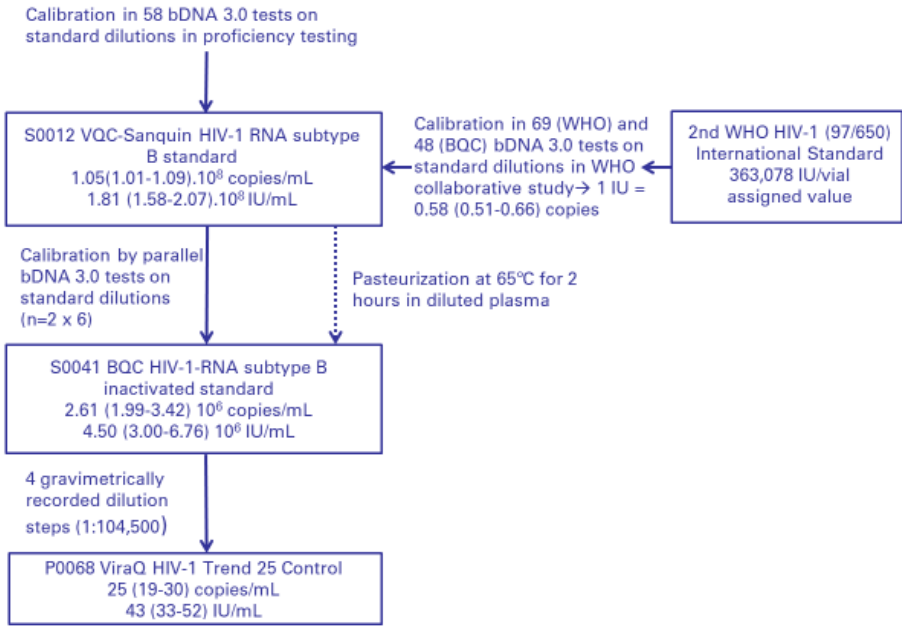 Calibration in 58 bDNA 3.0 tests on
standard dilutions in proficiency testing
S0012 VQC-Sanquin HIV-1 RNA subtype
B standard
1.05(1.01-1.09).10⁸ copies/mL
1.81 (1.58-2.07).10⁸ IU/mL
Calibration in 69 (WHO) and
48 (BQC) bDNA 3.0 tests on
standard dilutions in WHO
collaborative study→ 1 IU =
0.58 (0.51-0.66) copies
2nd WHO HIV-1 (97/650)
International Standard
363,078 IU/vial
assigned value
Calibration by parallel
bDNA 3.0 tests on
standard dilutions
(n=2 x 6)
Pasteurization at 65°C for 2
hours in diluted plasma
S0041 BQC HIV-1-RNA subtype B
inactivated standard
2.61 (1.99-3.42) 10⁶ copies/mL
4.50 (3.00-6.76) 10⁶ IU/mL
4 gravimetrically
recorded dilution
steps (1:104,500)
P0068 ViraQ HIV-1 Trend 25 Control
25 (19-30) copies/mL
43 (33-52) IU/mL